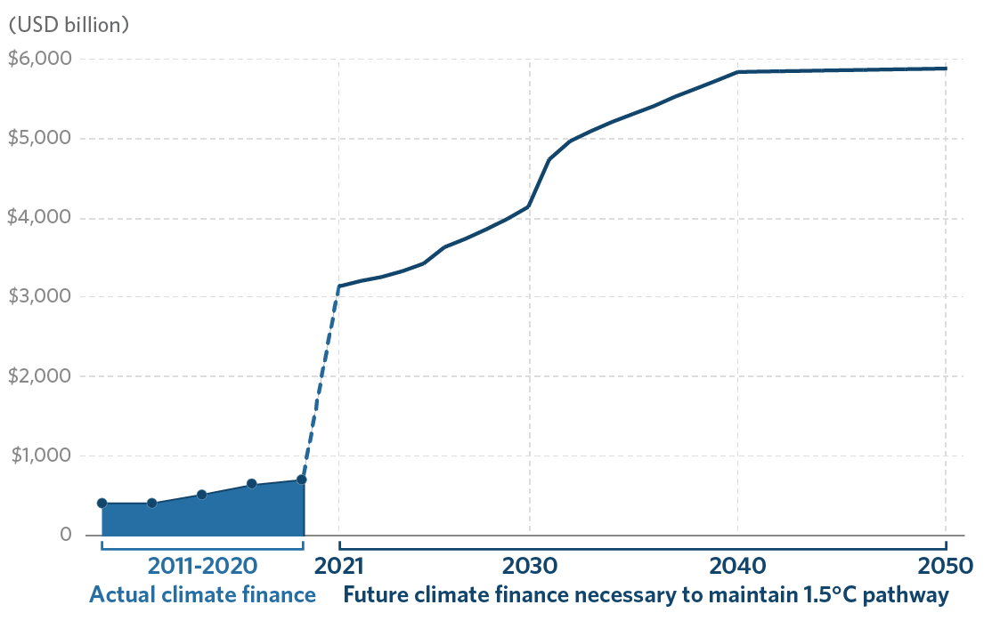 (USD billion)
$6,000
$5,000
$4,000
$3,000
$2,000
$1,000
0
2011-2020 2021 2030 2040 2050
Actual climate finance Future climate finance necessary to maintain 1.5°C pathway